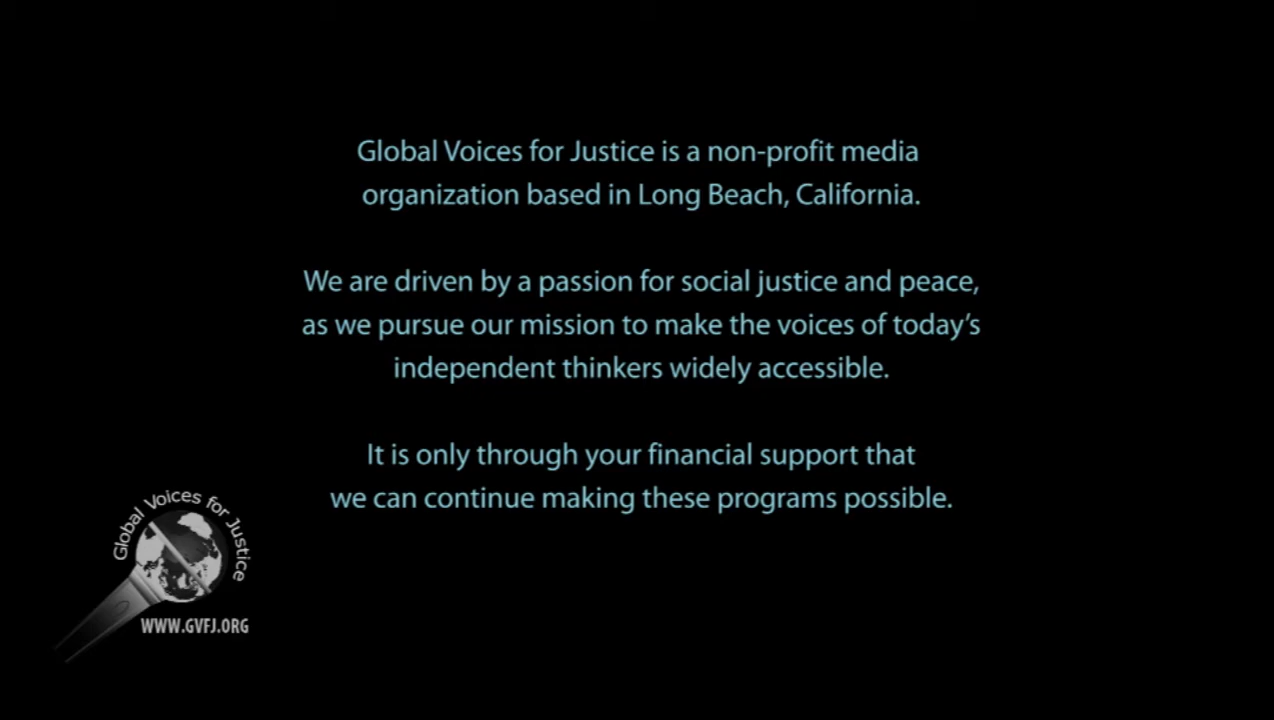 Global Voices for Justice is a non-profit media
organization based in Long Beach, California.
We are driven by a passion for social justice and peace,
as we pursue our mission to make the voices of today's
independent thinkers widely accessible.
It is only through your financial support that
we can continue making these programs possible.
Global Voices for Justice
WWW.GVFJ.ORG